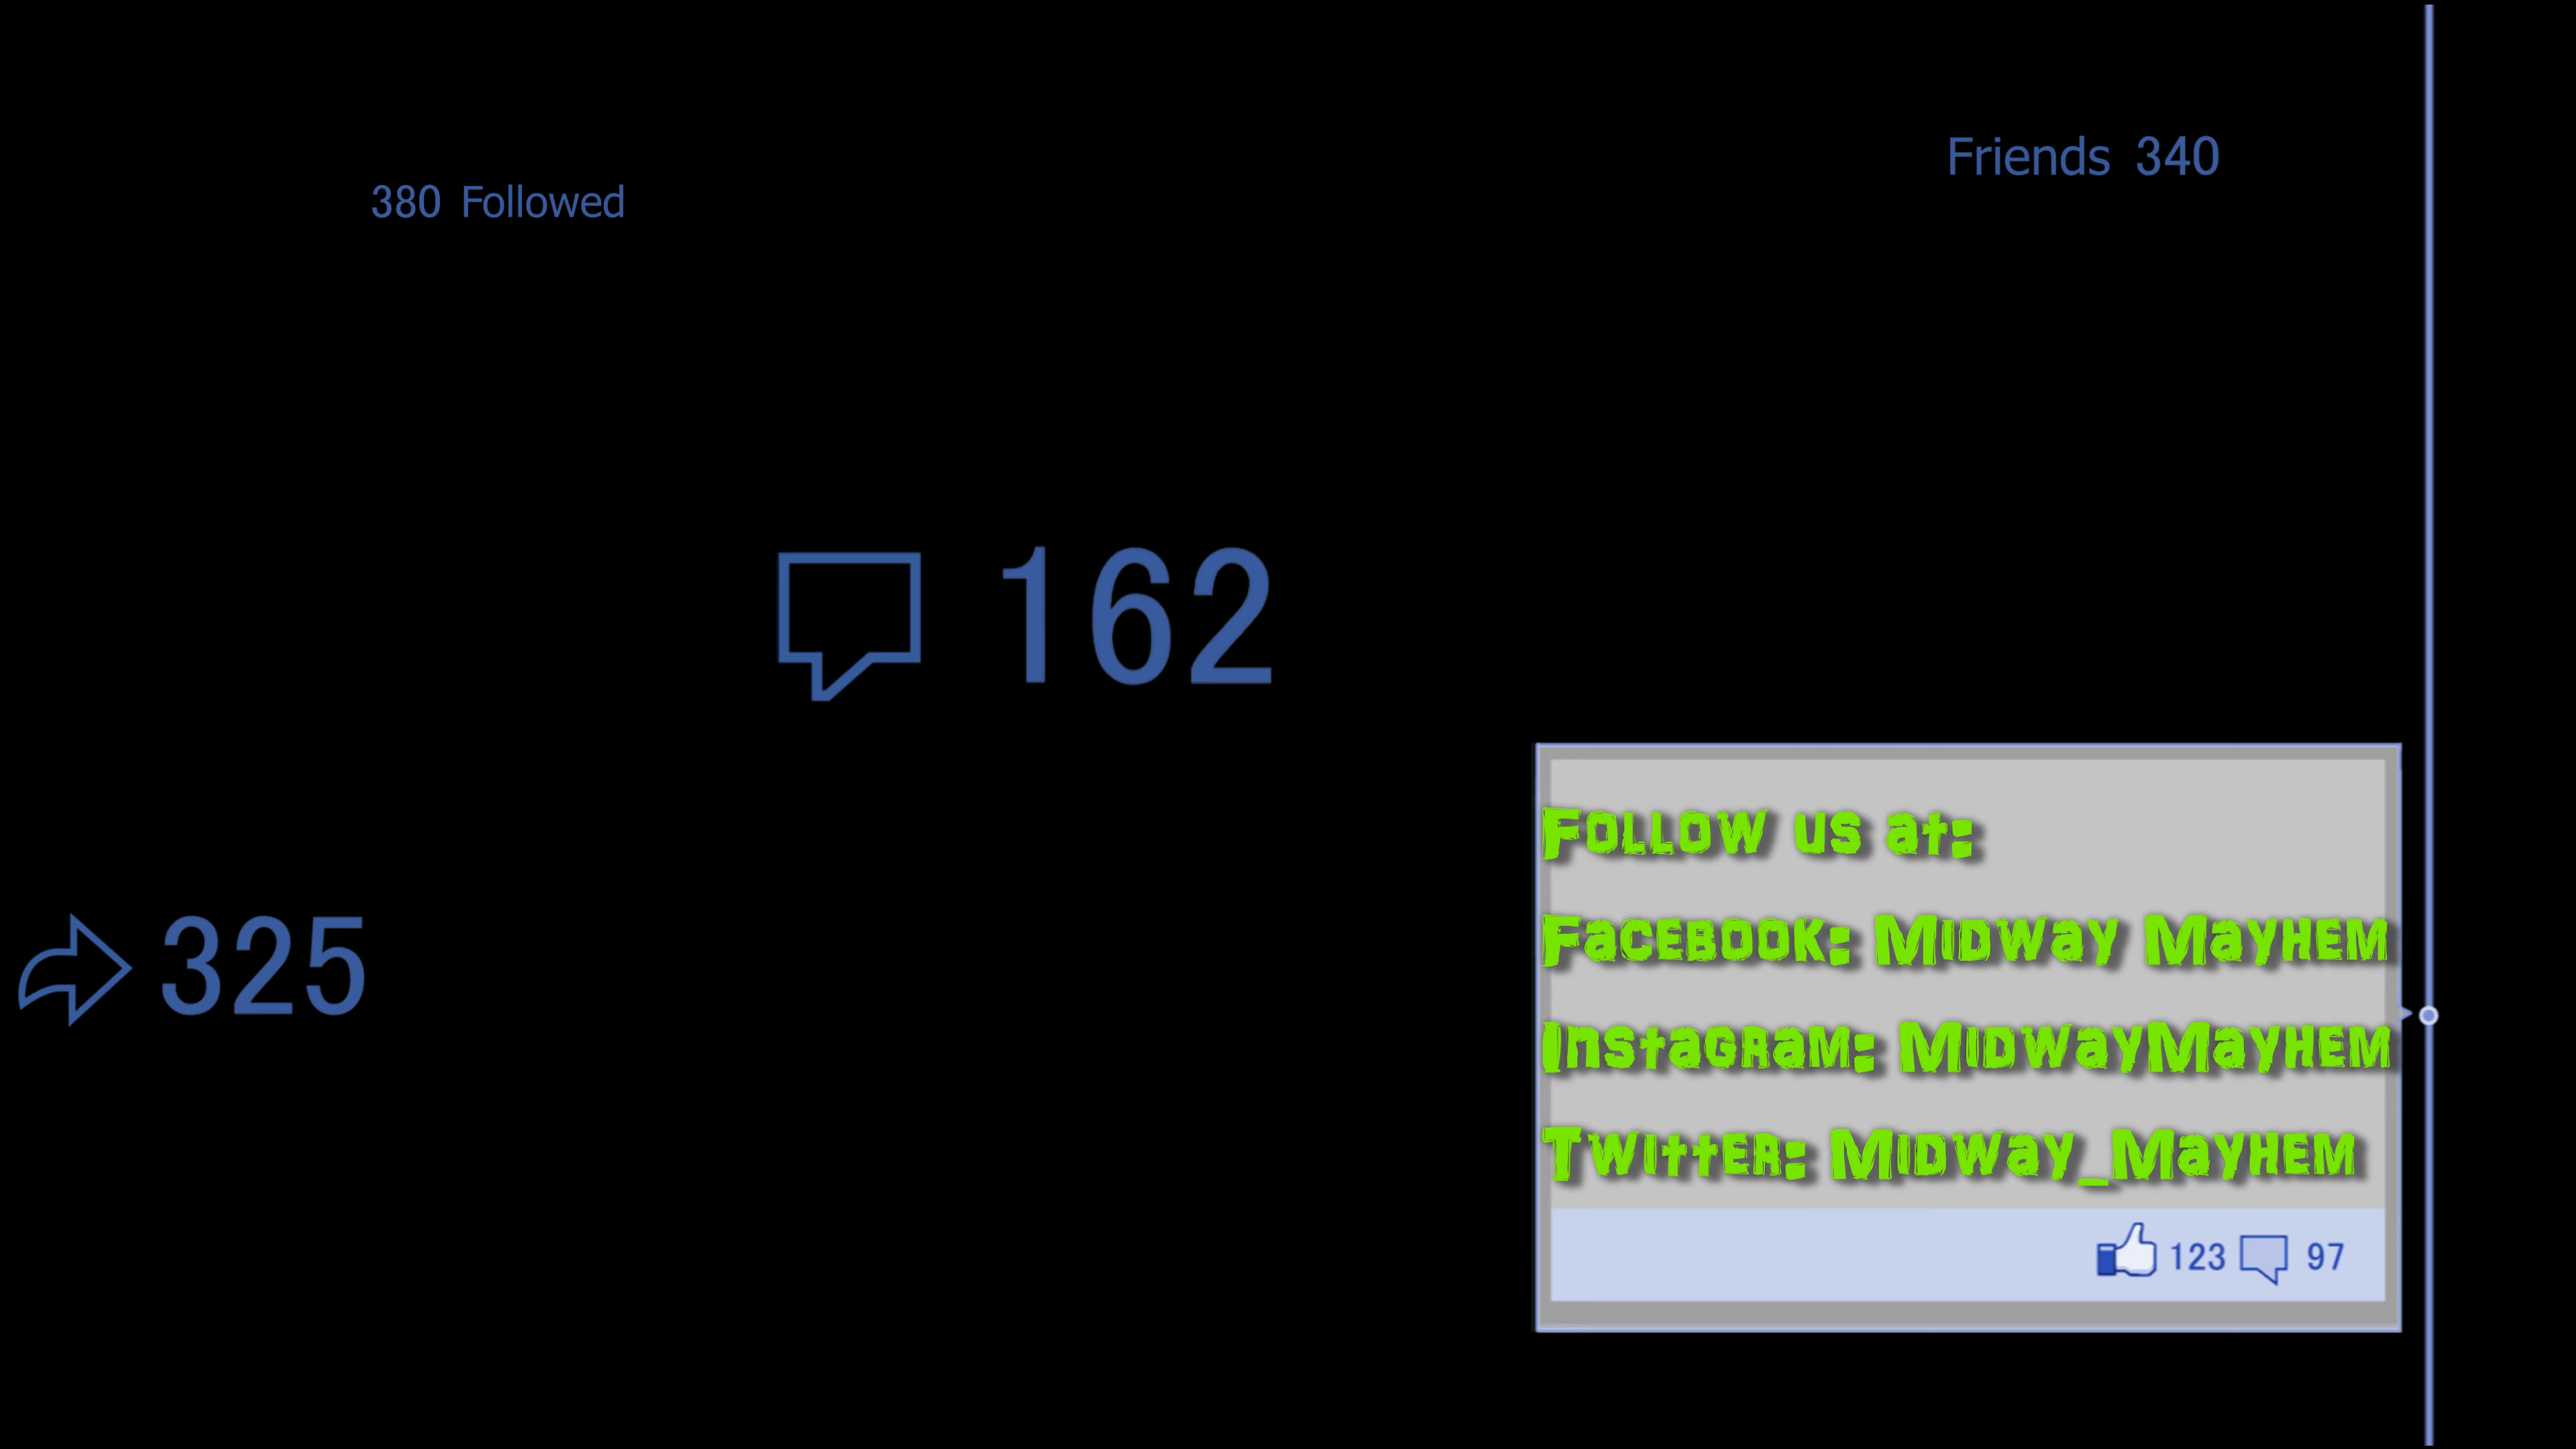 Friends 340
380 Followed
162
325
Follow us at:
Facebook: Midway Mayhem
Instagram: MidwayMayhem
Twitter: Midway_Mayhem
123 97